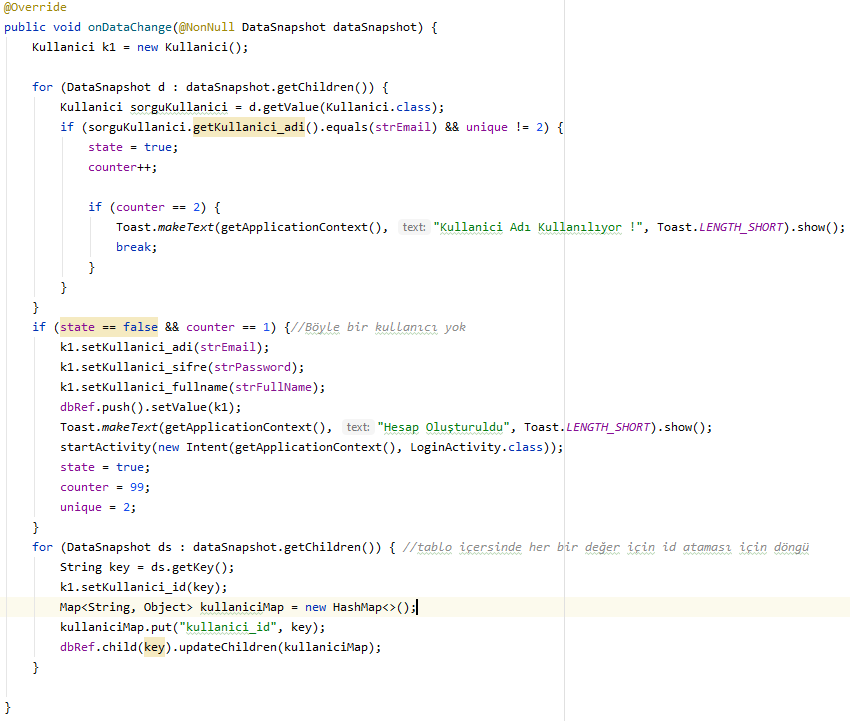 @Override
public void onDataChange(@NonNull DataSnapshot dataSnapshot) {
Kullanici k1 = new Kullanici();
for (DataSnapshot d : dataSnapshot.getChildren()) {
Kullanici sorguKullanici = d.getValue(Kullanici.class);
if (sorguKullanici.getKullanici_adi().equals(strEmail) && unique != 2) {
state = true;
counter++;
if (counter == 2) {
Toast.makeText(getApplicationContext(), text: "Kullanici Adı Kullanılıyor !", Toast.LENGTH_SHORT).show();
break;
}
}
}
if (state == false && counter == 1) {//Böyle bir kullanıcı yok
k1.setKullanici_adi(strEmail);
k1.setKullanici_sifre(strPassword);
k1.setKullanici_fullname(strFullName);
dbRef.push().setValue(k1);
Toast.makeText(getApplicationContext(), text: "Hesap Oluşturuldu", Toast.LENGTH_SHORT).show();
startActivity(new Intent(getApplicationContext(), LoginActivity.class));
state = true;
counter = 99;
unique = 2;
}
for (DataSnapshot ds : dataSnapshot.getChildren()) { //tablo içersinde her bir değer için id ataması için döngü
String key = ds.getKey();
k1.setKullanici_id(key);
Map<String, Object> kullaniciMap = new HashMap<>();
kullaniciMap.put("kullanici_id", key);
dbRef.child(key).updateChildren(kullaniciMap);
}
}